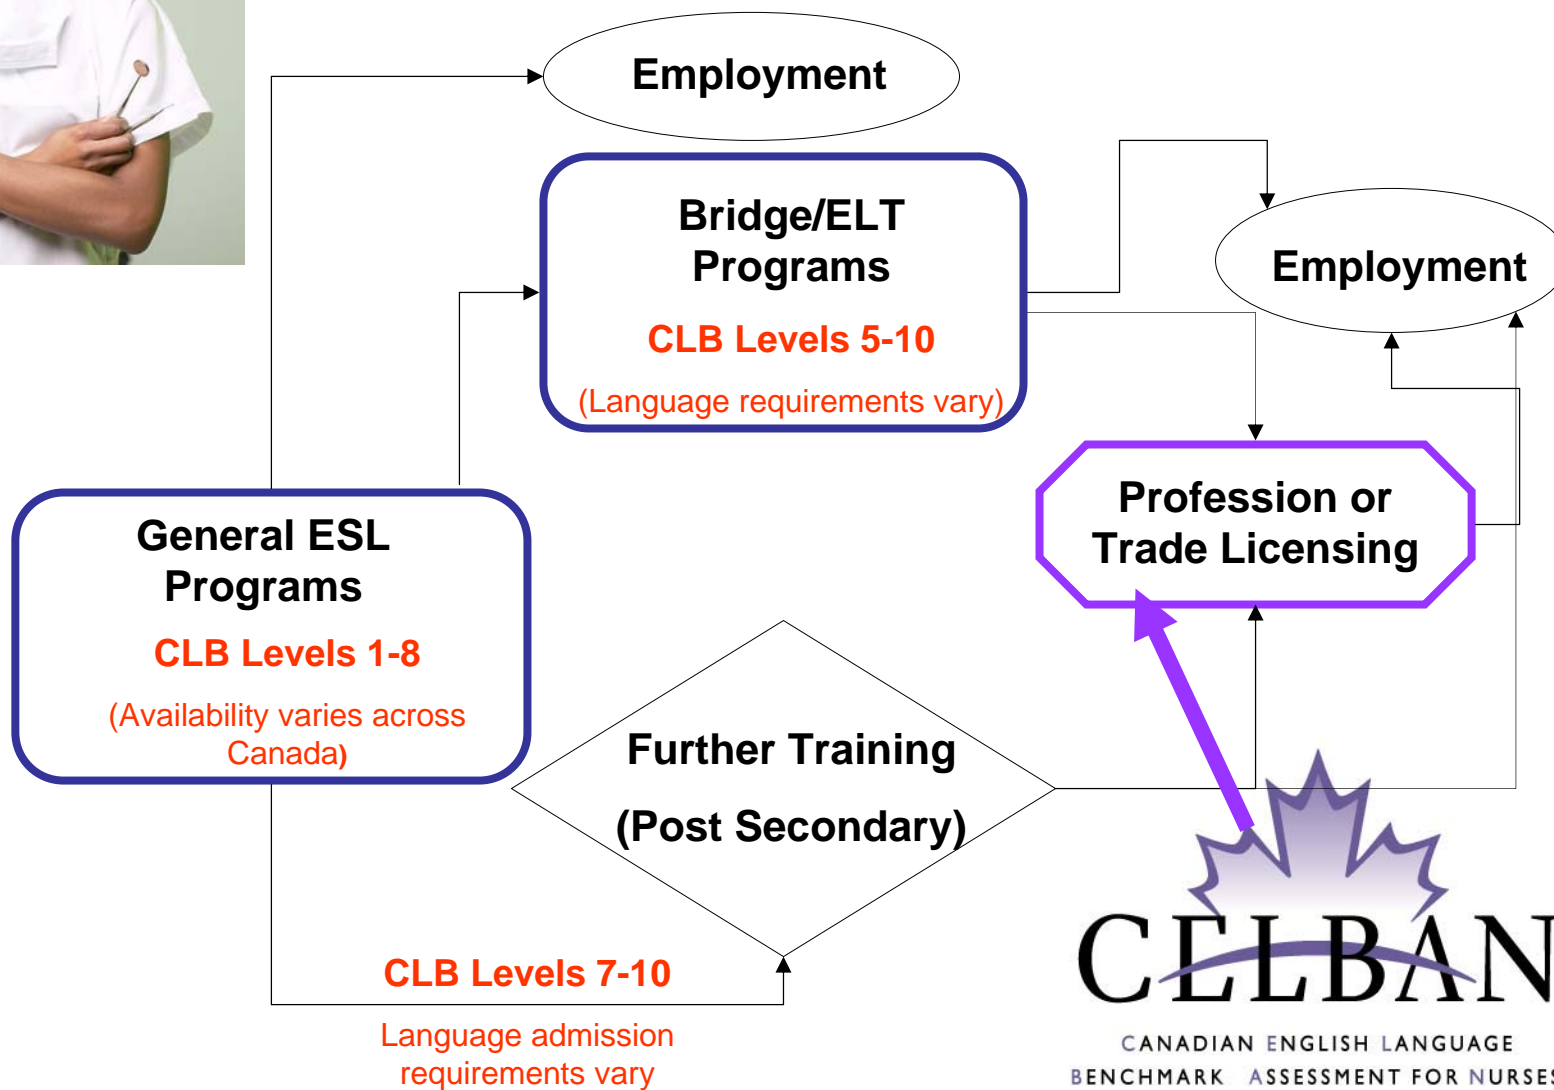 Employment
Bridge/ELT
Programs
CLB Levels 5-10
(Language requirements vary)
Employment
General ESL
Programs
CLB Levels 1-8
(Availability varies across
Canada)
Profession or
Trade Licensing
Further Training
(Post Secondary)
CLB Levels 7-10
Language admission
requirements vary
CELBAN
CANADIAN ENGLISH LANGUAGE
BENCHMARK ASSESSMENT FOR NURSES